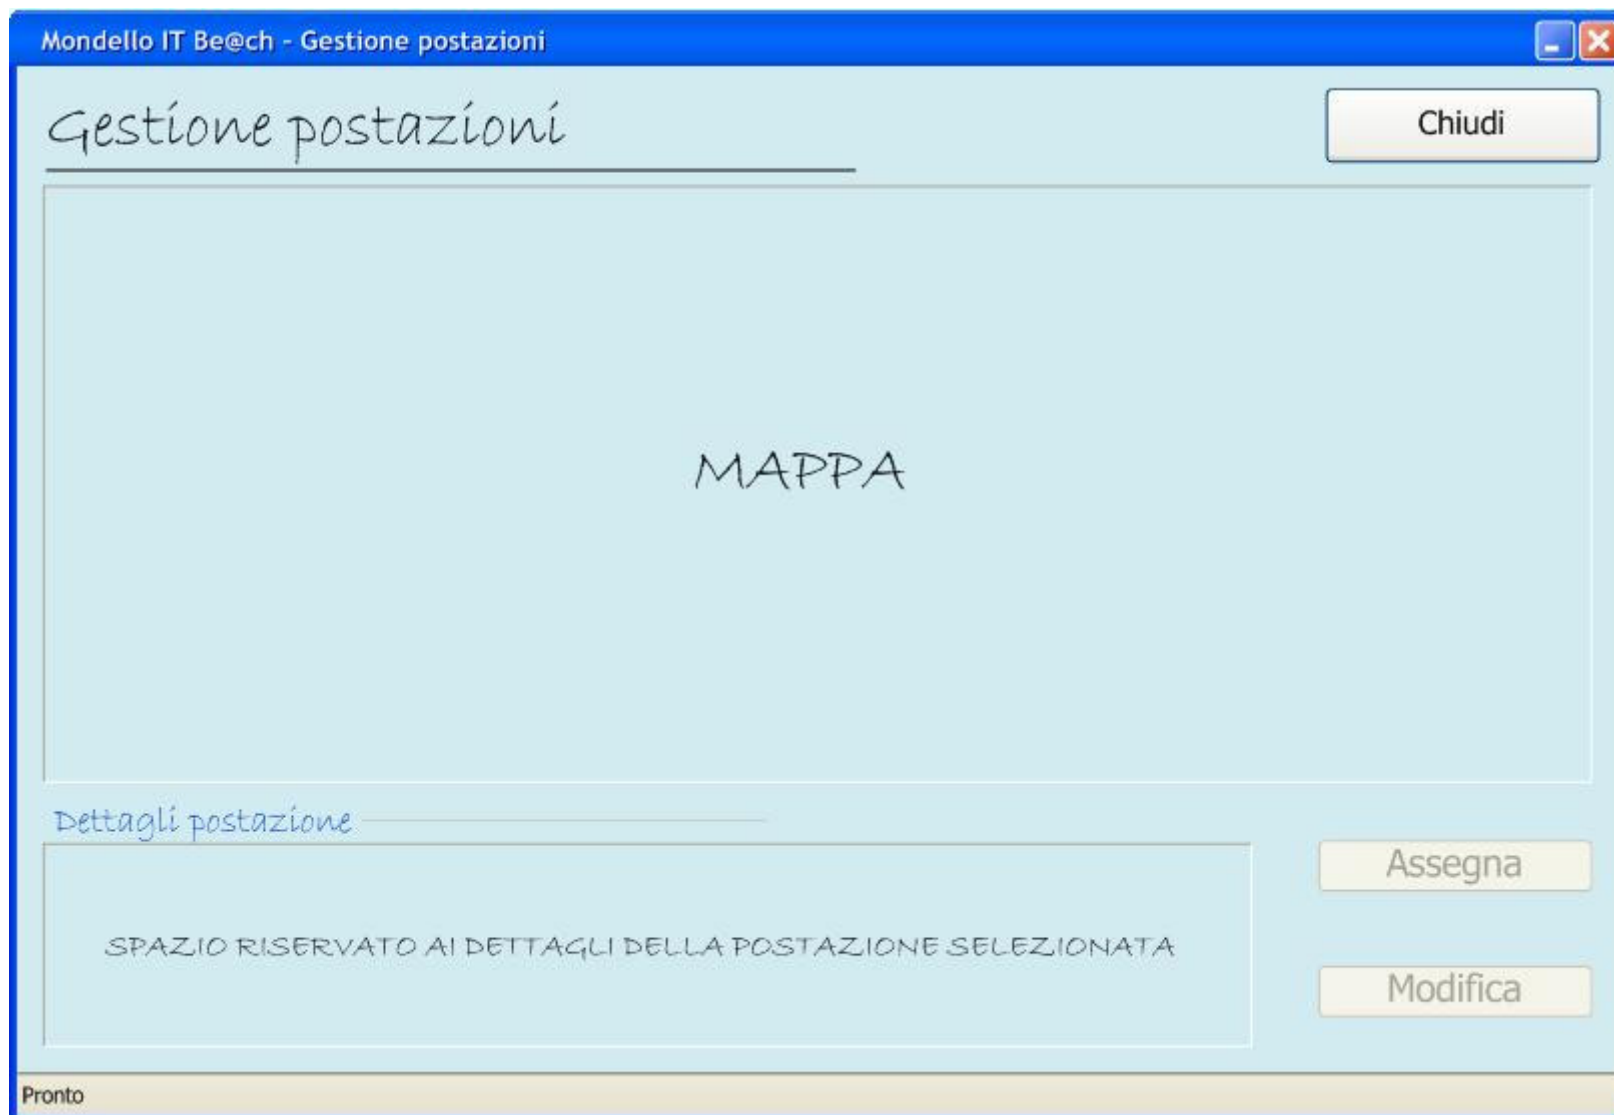 Mondello IT Be@ch - Gestione postazioni
Gestione postazioni
Chiudi
MAPPA
Dettagli postazione
SPAZIO RISERVATO AI DETTAGLI DELLA POSTAZIONE SELEZIONATA
Assegna
Modifica
Pronto